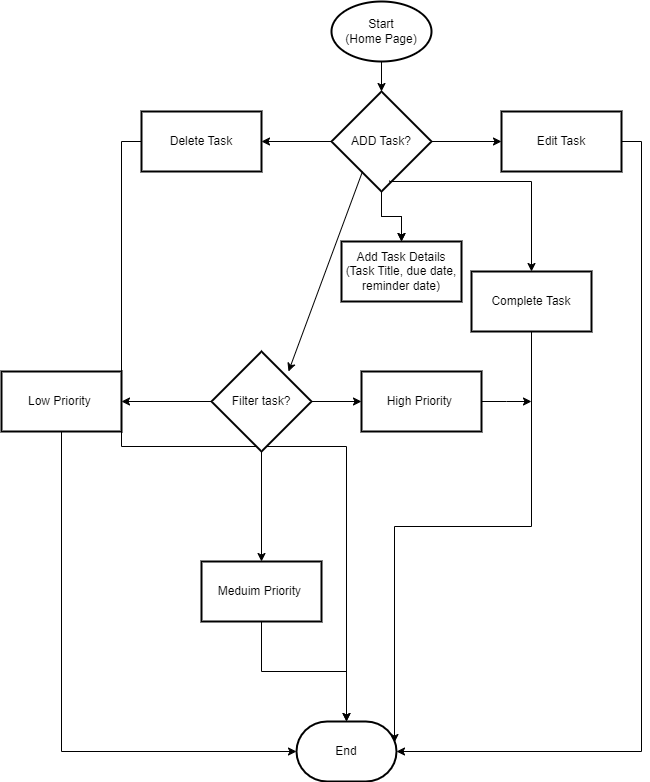 Start
(Home Page)
Delete Task
ADD Task?
Edit Task
Add Task Details
(Task Title, due date,
reminder date)
Complete Task
Low Priority
Filter task?
High Priority
Meduim Priority
End